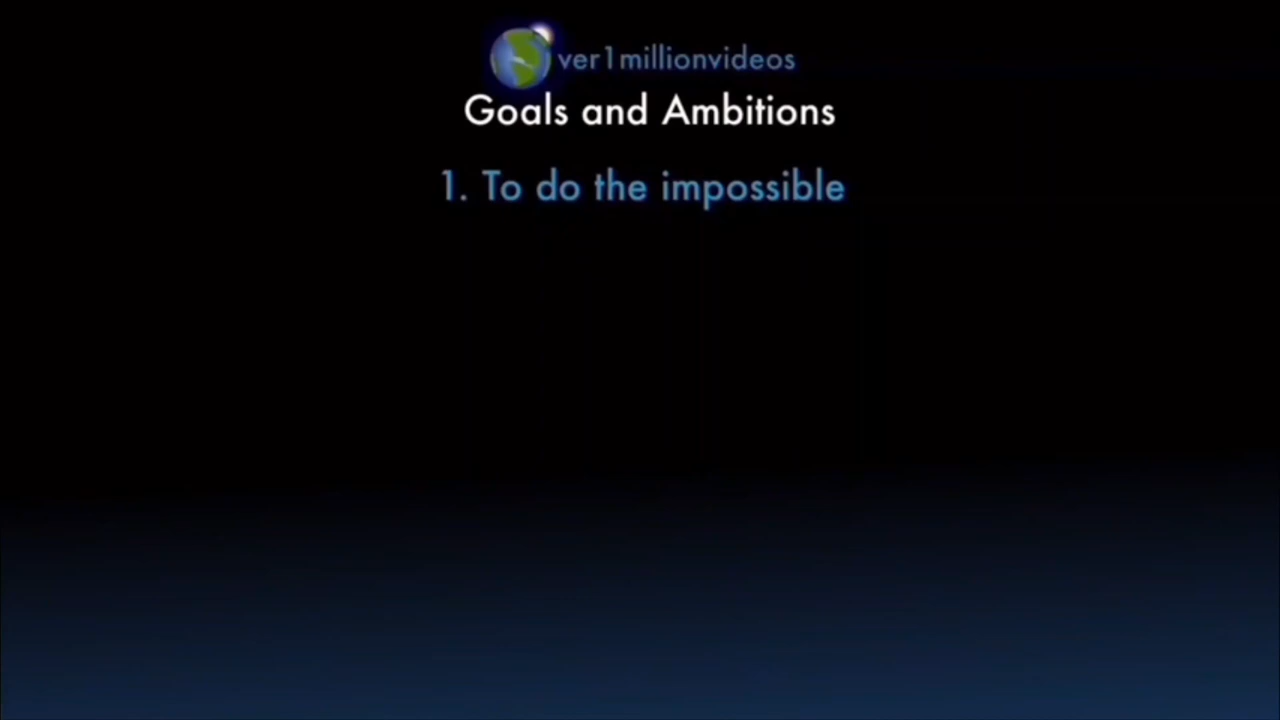 ver1millionvideos
Goals and Ambitions
1. To do the impossible